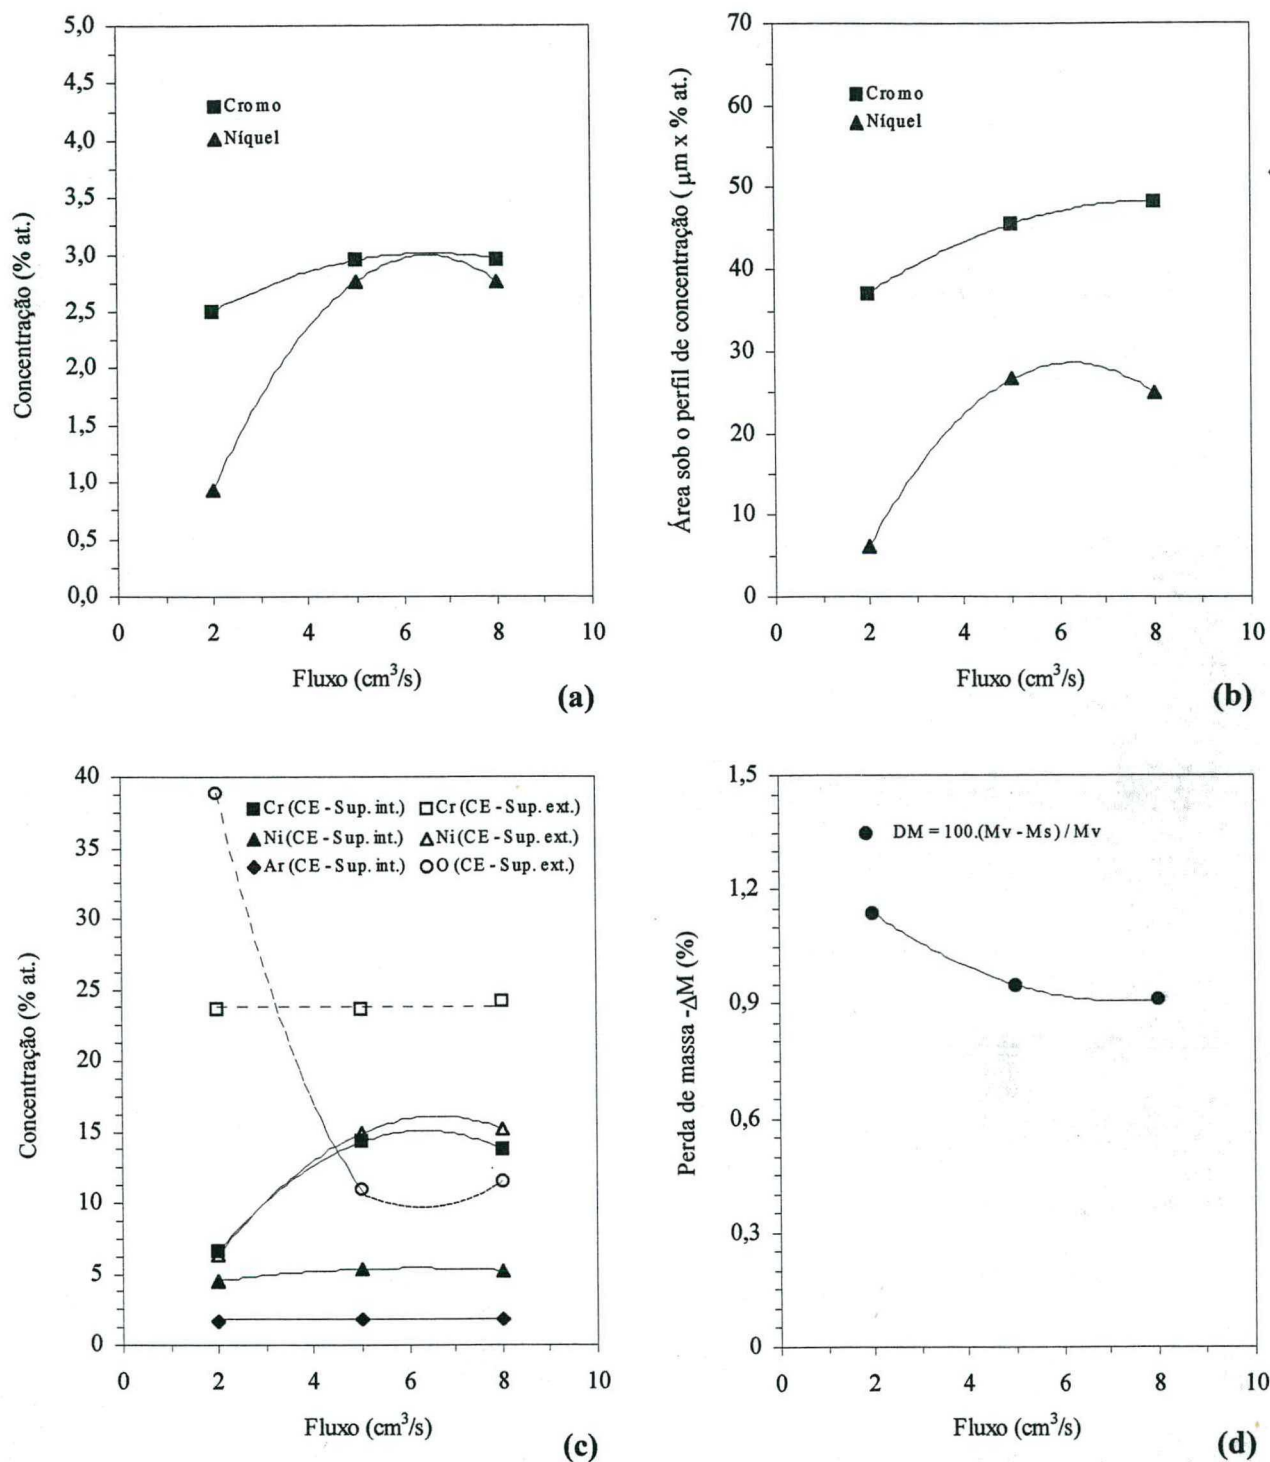 5,0
4,5
4,0
3,5
3,0
2,5
2,0
1,5
1,0
0,5
0,0
Concentração (% at.)
Cromo
Níquel
0 2 4 6 8 10
Fluxo (cm³/s)
(a)
70
60
50
40
30
20
10
0
Área sob o perfil de concentração ( μm x % at.)
Cromo
Níquel
0 2 4 6 8 10
Fluxo (cm³/s)
(b)
40
35
30
25
20
15
10
5
0
Concentração (% at.)
Cr (CE - Sup. int.) Cr (CE - Sup. ext.)
Ni (CE - Sup. int.) Ni (CE - Sup. ext.)
Ar (CE - Sup. int.) O (CE - Sup. ext.)
0 2 4 6 8 10
Fluxo (cm³/s)
(c)
1,5
1,2
0,9
0,6
0,3
0
Perda de massa -ΔM (%)
DM = 100.(Mv - Ms) / Mv
0 2 4 6 8 10
Fluxo (cm³/s)
(d)